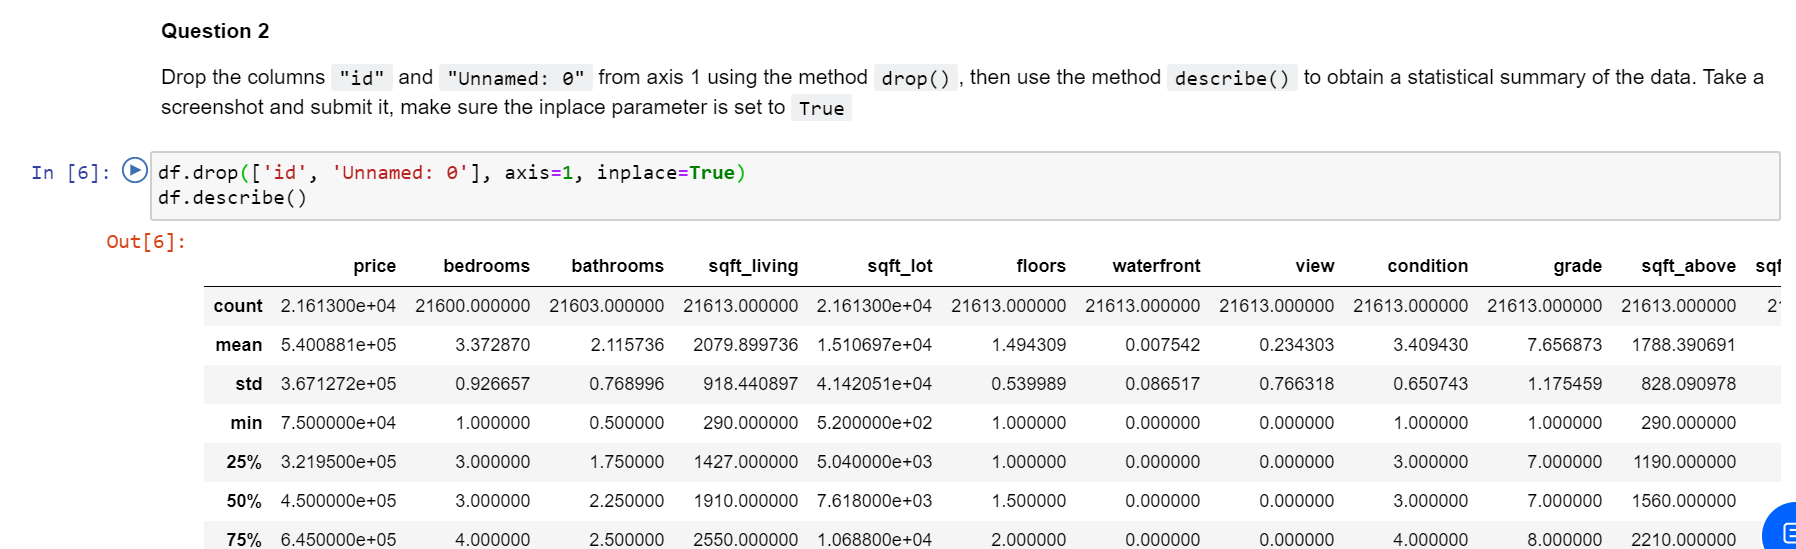 Question 2
Drop the columns "id" and "Unnamed: 0" from axis 1 using the method drop(), then use the method describe() to obtain a statistical summary of the data. Take a
screenshot and submit it, make sure the inplace parameter is set to True
In [6]: df.drop(['id', 'Unnamed: 0'], axis=1, inplace=True)
df.describe()
Out[6]:
price bedrooms bathrooms sqft_living sqft_lot floors waterfront view condition grade sqft_above sqf
count 2.161300e+04 21600.000000 21603.000000 21613.000000 2.161300e+04 21613.000000 21613.000000 21613.000000 21613.000000 21613.000000 21613.000000 21
mean 5.400881e+05 3.372870 2.115736 2079.899736 1.510697e+04 1.494309 0.007542 0.234303 3.409430 7.656873 1788.390691
std 3.671272e+05 0.926657 0.768996 918.440897 4.142051e+04 0.539989 0.086517 0.766318 0.650743 1.175459 828.090978
min 7.500000e+04 1.000000 0.500000 290.000000 5.200000e+02 1.000000 0.000000 0.000000 1.000000 1.000000 290.000000
25% 3.219500e+05 3.000000 1.750000 1427.000000 5.040000e+03 1.000000 0.000000 0.000000 3.000000 7.000000 1190.000000
50% 4.500000e+05 3.000000 2.250000 1910.000000 7.618000e+03 1.500000 0.000000 0.000000 3.000000 7.000000 1560.000000
75% 6.450000e+05 4.000000 2.500000 2550.000000 1.068800e+04 2.000000 0.000000 0.000000 4.000000 8.000000 2210.000000